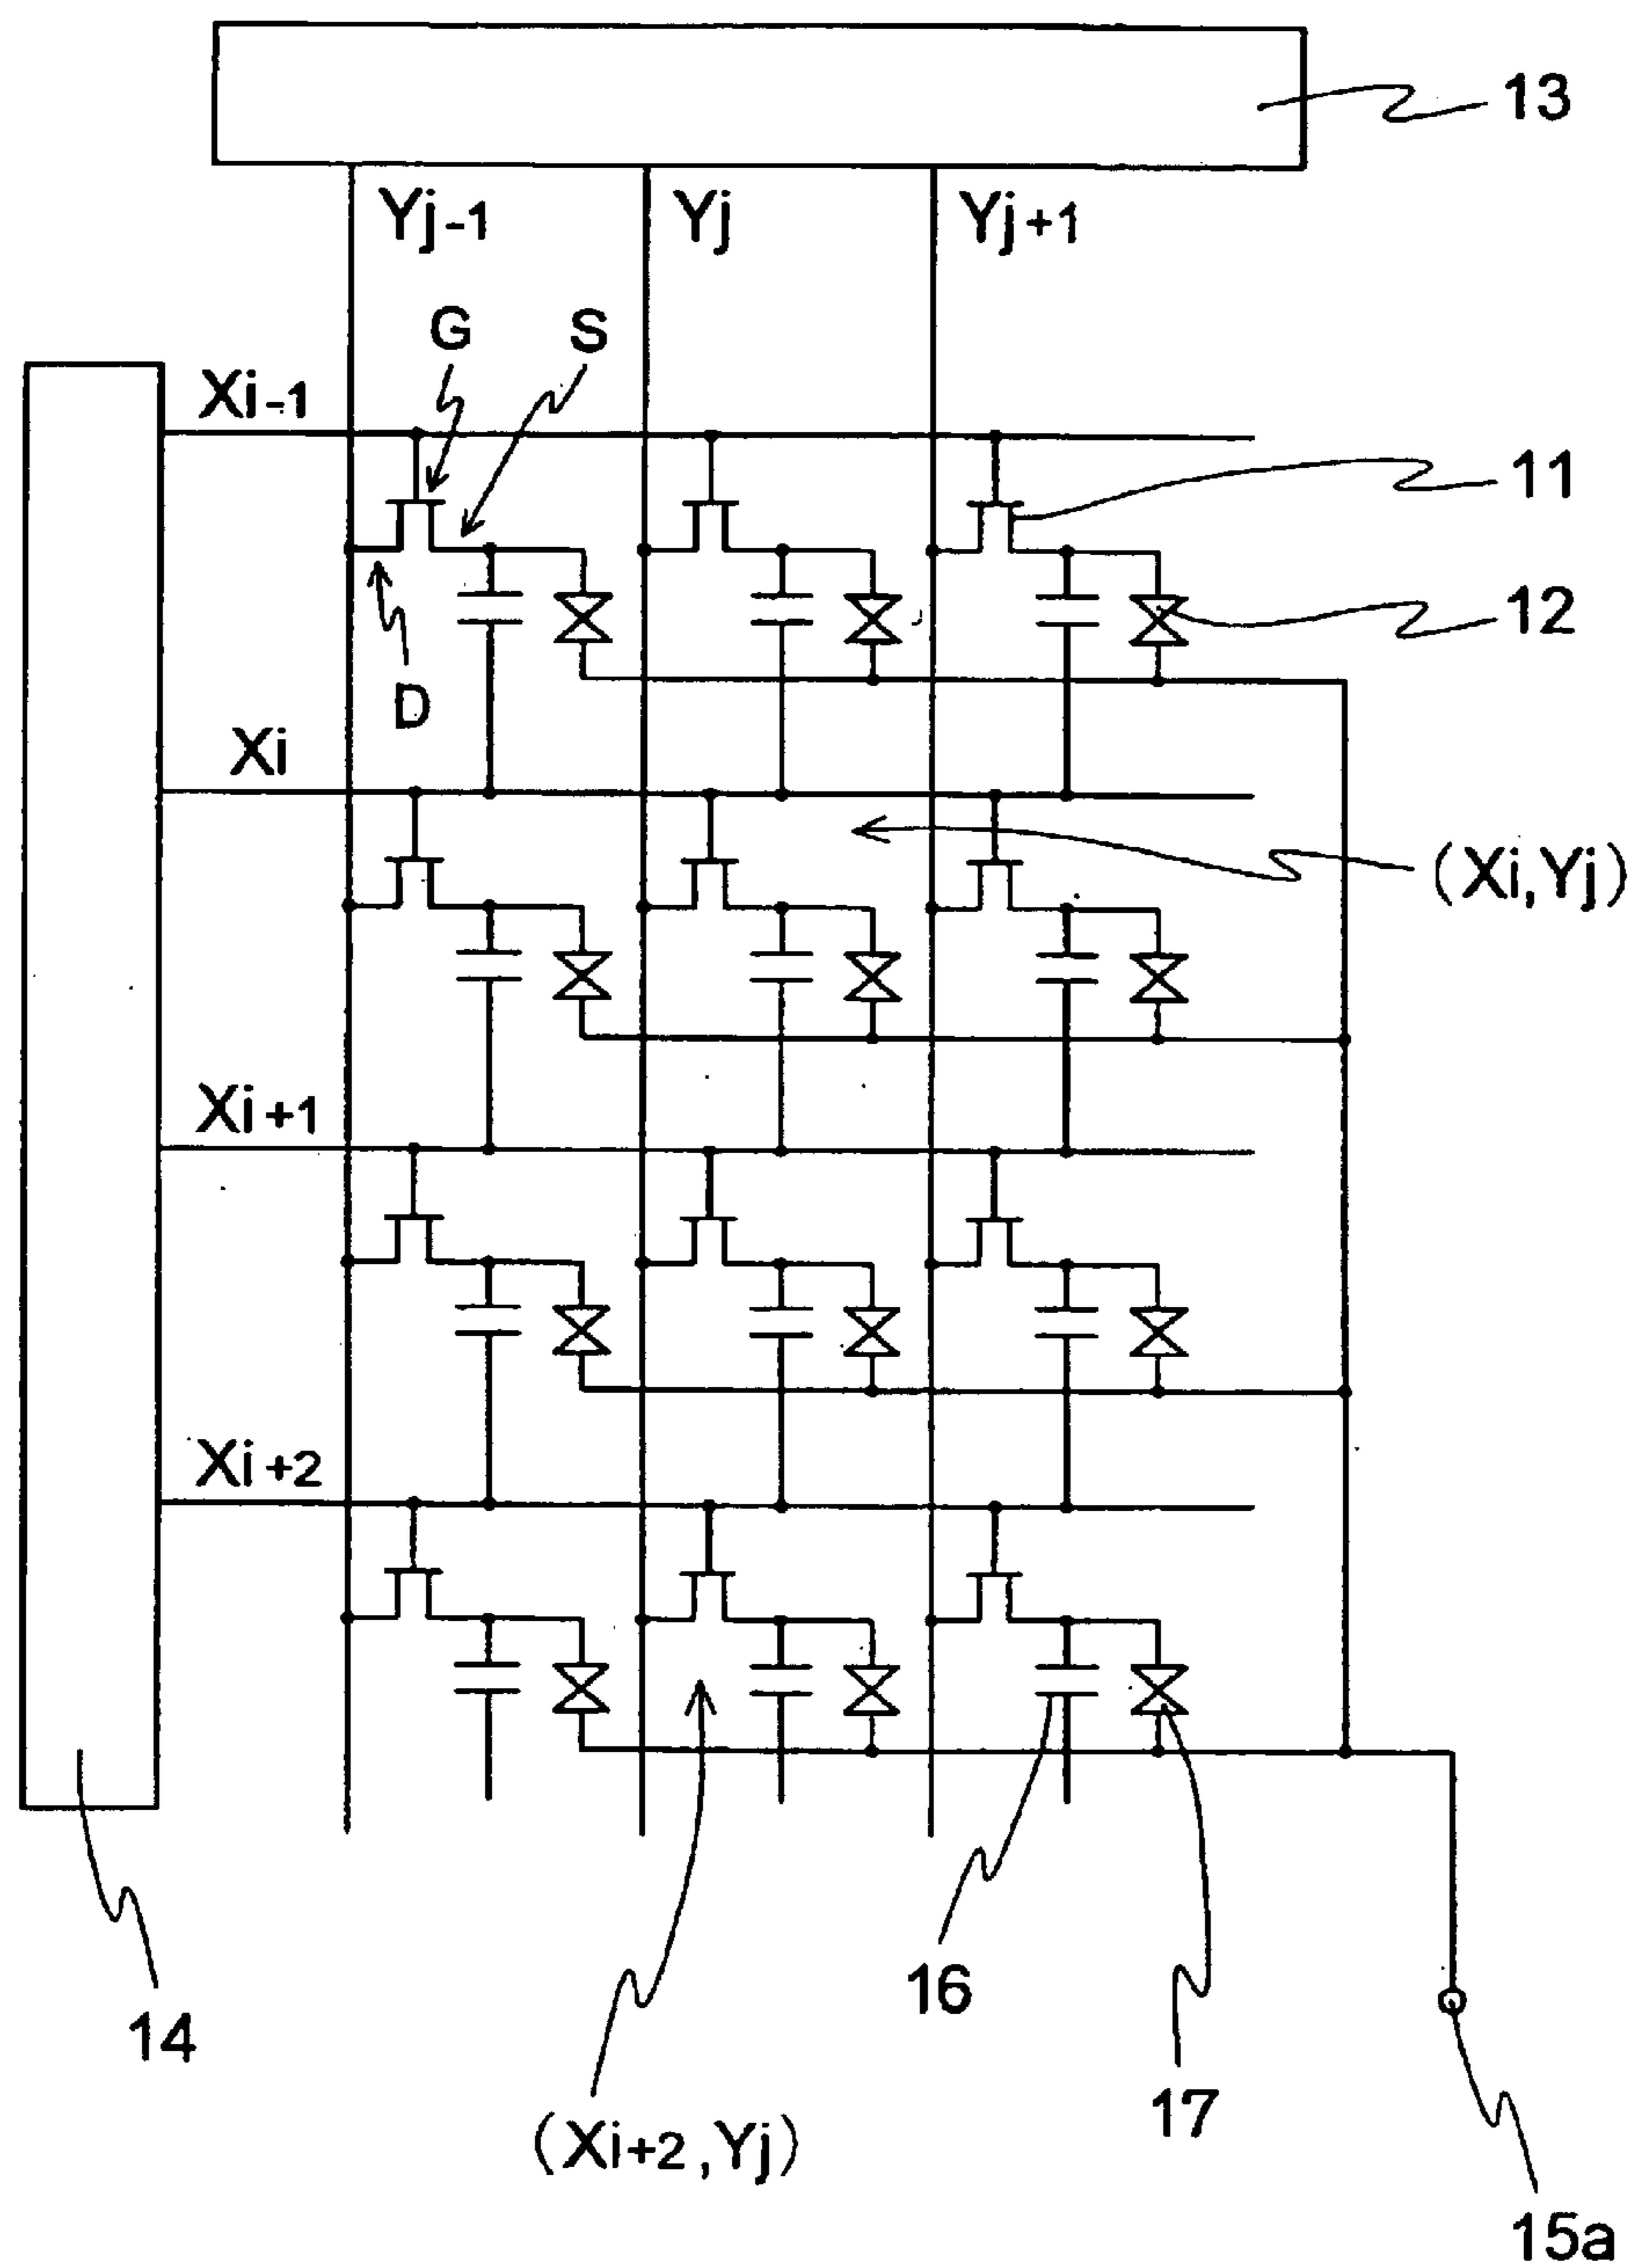 13
Yj-1
Yj
Yj+1
G
S
Xi-1
11
12
D
Xi
(Xi,Yj)
Xi+1
Xi+2
16
14
17
(Xi+2,Yj)
15a